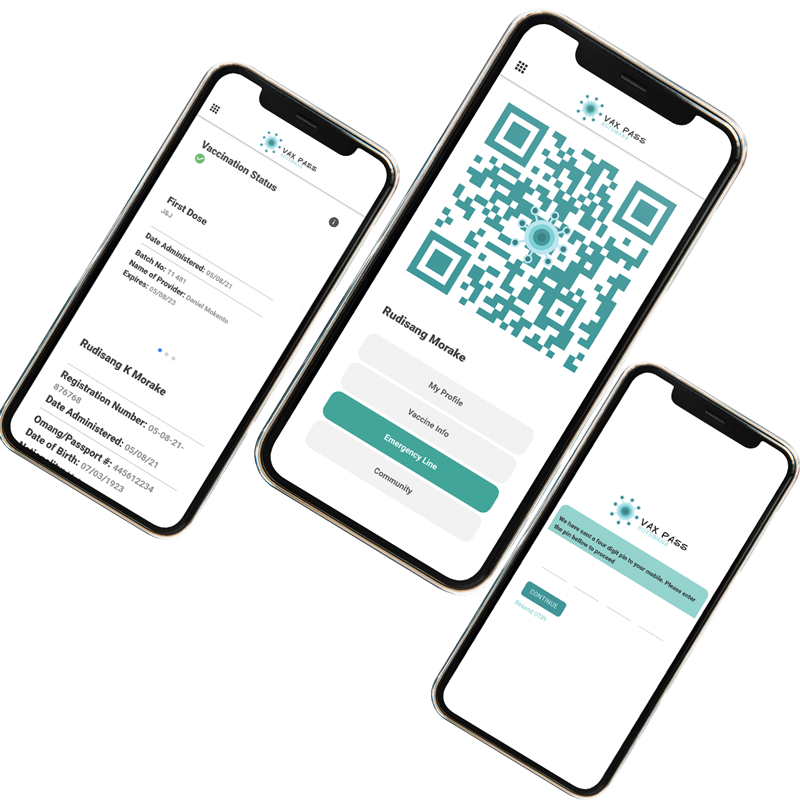 VAX PASS
BOTSWANA
Vaccination Status
First Dose
J&J
Date Administered: 05/08/21
Batch No: T1 481
Name of Provider: Daniel Mokento
Expires: 05/08/23
Rudisang K Morake
Registration Number: 05-08-21-
876768
Date Administered: 05/08/21
Omang/Passport #: 445612234
Date of Birth: 07/03/1923
VAX PASS
BOTSWANA
Rudisang Morake
My Profile
Vaccine Info
Emergency Line
Community
VAX PASS
BOTSWANA
We have sent a four digit pin to your mobile. Please enter
the pin bellow to proceed
CONTINUE
Resend OTP!